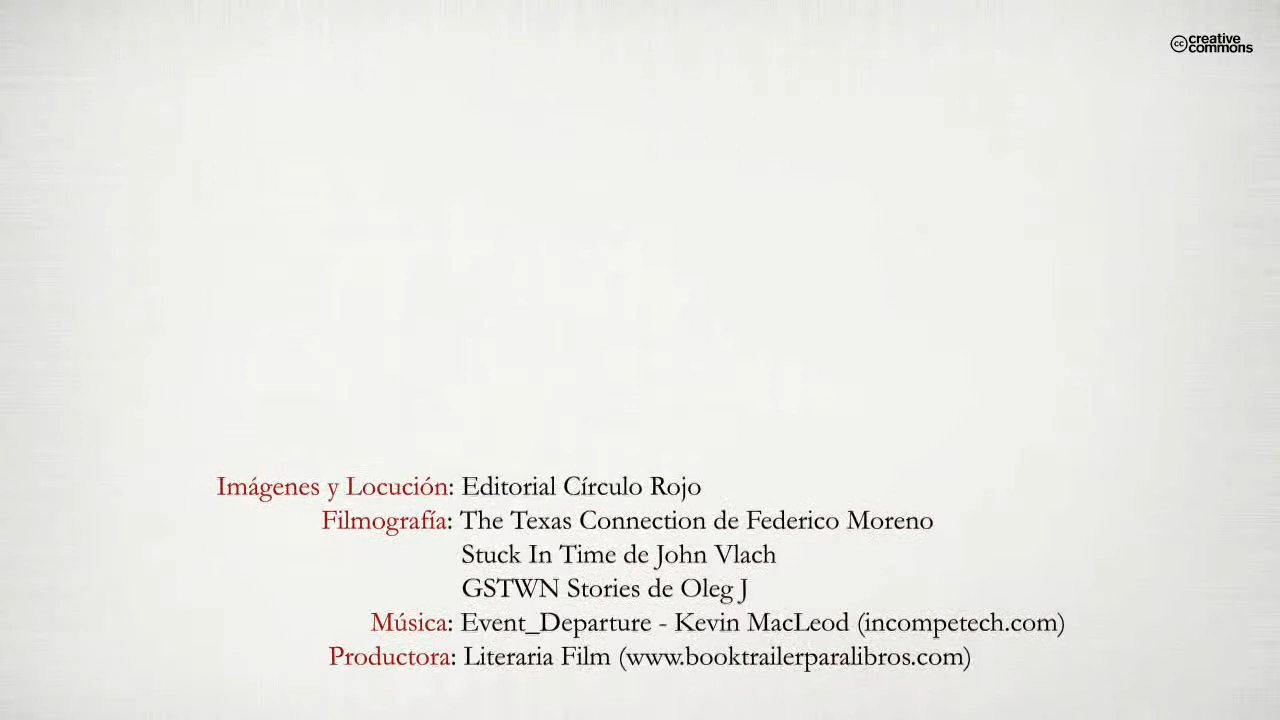 cc creative
commons
Imágenes y Locución: Editorial Círculo Rojo
Filmografía: The Texas Connection de Federico Moreno
Stuck In Time de John Vlach
GSTWN Stories de Oleg J
Música: Event_Departure - Kevin MacLeod (incompetech.com)
Productora: Literaria Film (www.booktrailerparalibros.com)